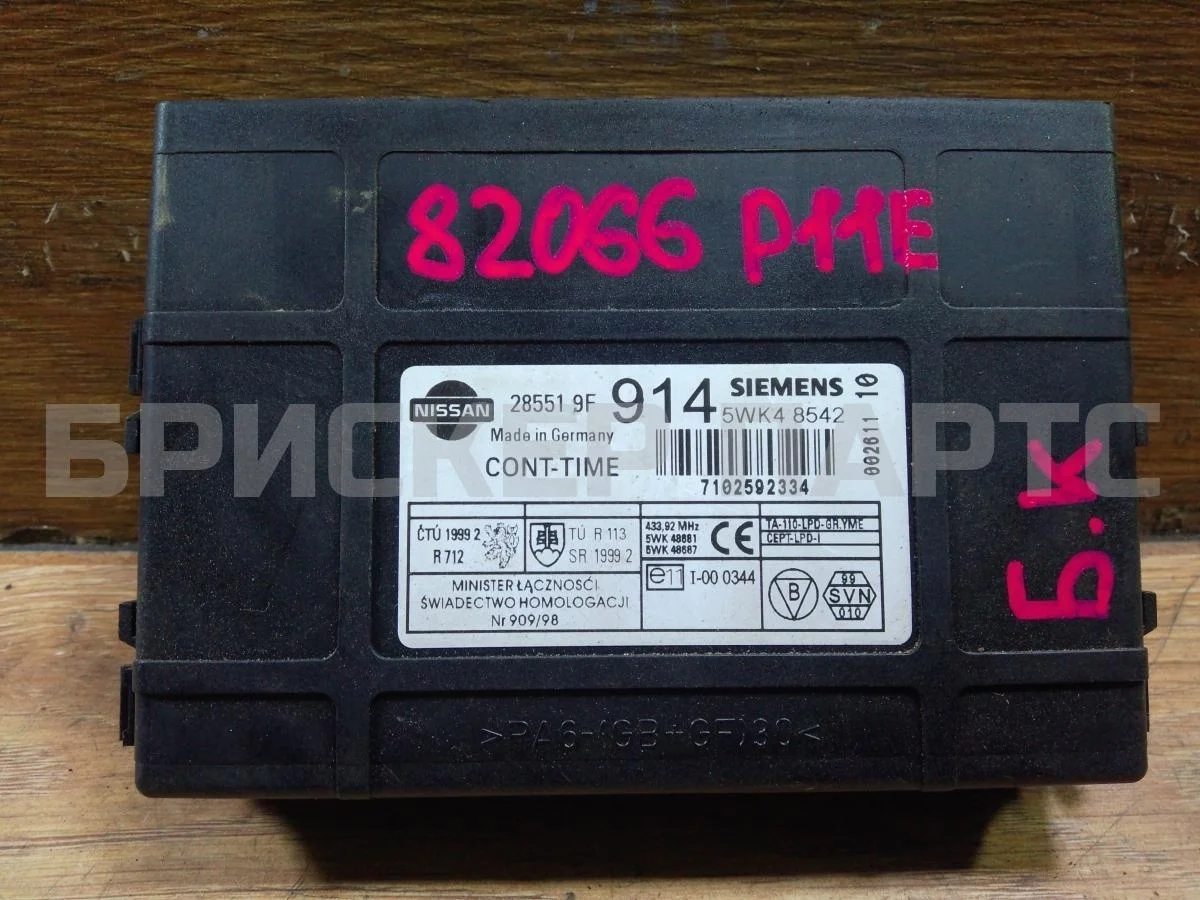 82066 P11E
NISSAN 28551 9F 914 SIEMENS
5WK4 8542
Made in Germany
CONT-TIME
7102592334
002611 10
ČTÚ 1999 2
R 712
TÚ R 113
SR 1999 2
433,92 MHz
5WK 48681
5WK 48687
CE
TA-110-LPD-GR.YME
CEPT-LPD-I
MINISTER ŁĄCZNOŚCI
ŚWIADECTWO HOMOLOGACJI
Nr 909/98
e11 I-00 0344
B
99
SVN
010
Б.К
>PA6-(GB+GF)30<
БРИСКЕР ПАРТС